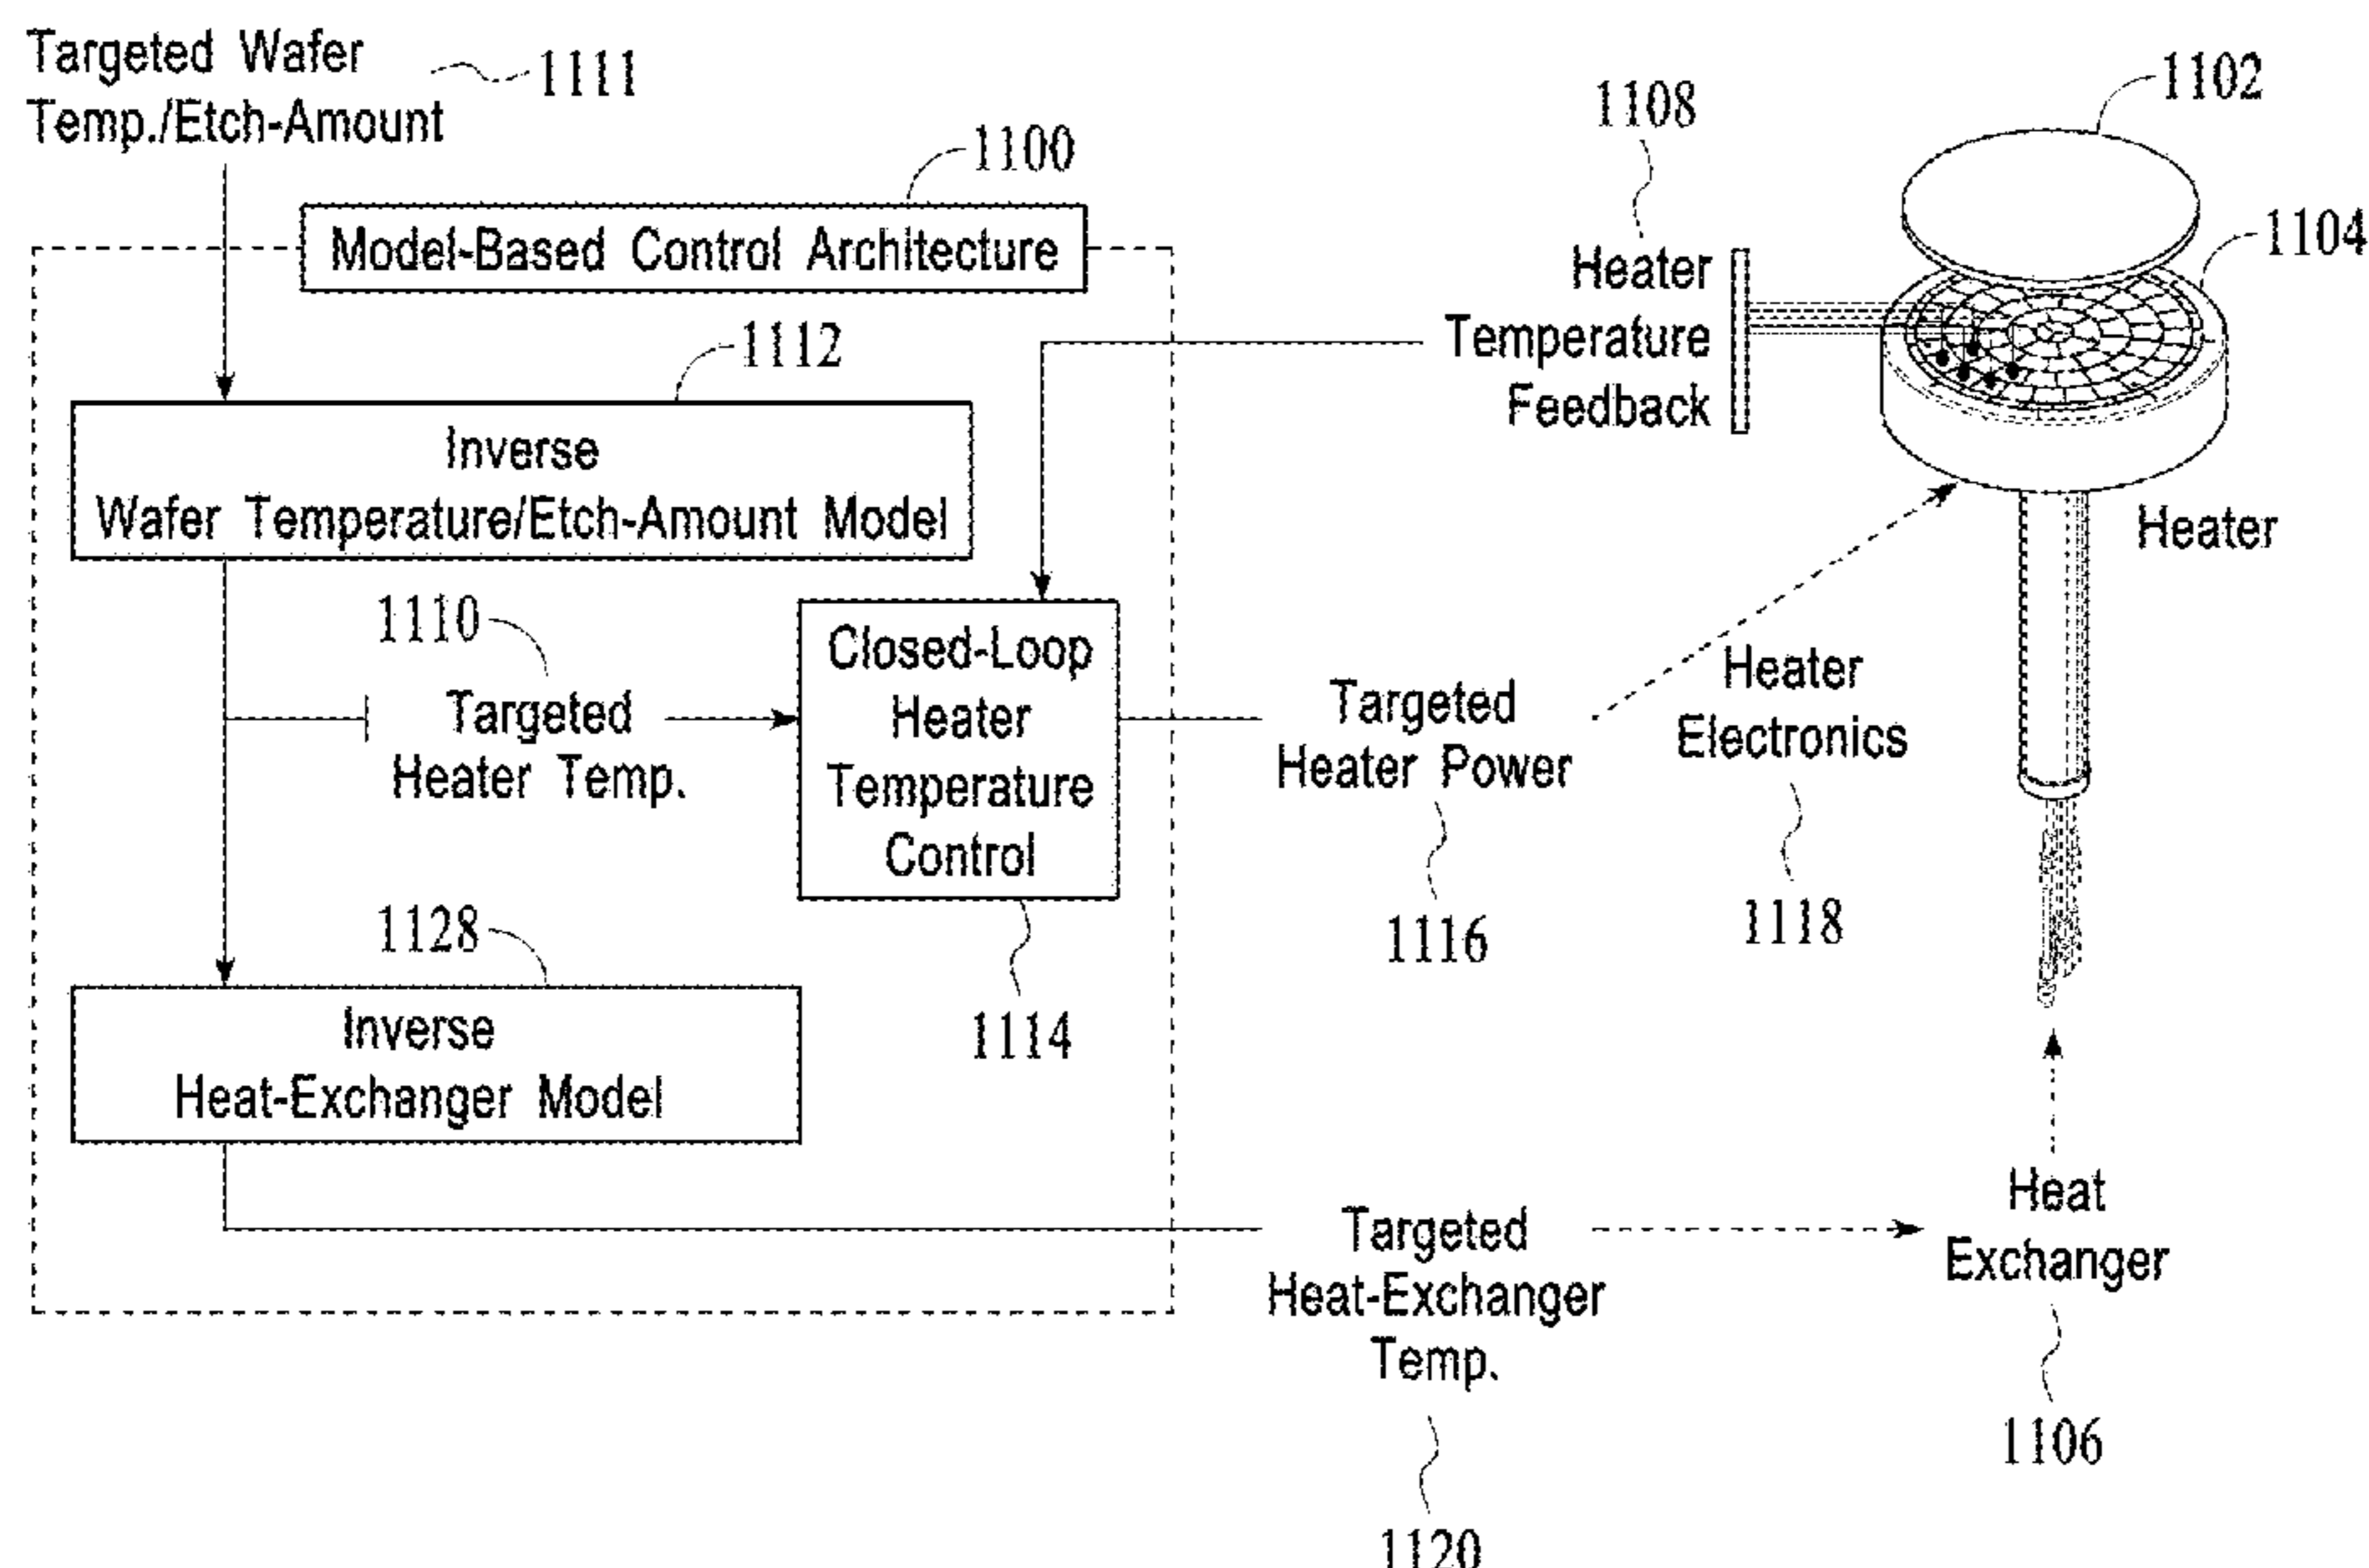 Targeted Wafer
Temp./Etch-Amount
1111
1100
Model-Based Control Architecture
1112
Inverse
Wafer Temperature/Etch-Amount Model
1110
Targeted
Heater Temp.
Closed-Loop
Heater
Temperature
Control
1114
1128
Inverse
Heat-Exchanger Model
1108
Heater
Temperature
Feedback
1102
1104
Heater
Targeted
Heater Power
1116
Heater
Electronics
1118
Targeted
Heat-Exchanger
Temp.
1120
Heat
Exchanger
1106